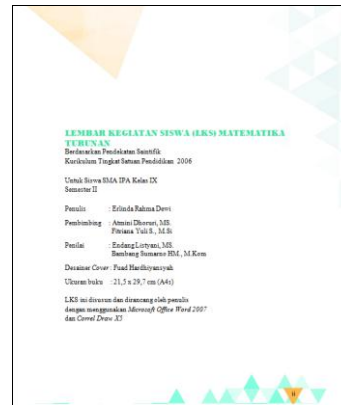 LEMBAR KEGIATAN SISWA (LKS) MATEMATIKA
TURUNAN
Berdasarkan Pendekatan Saintifik
Kurikulum Tingkat Satuan Pendidikan 2006
Untuk Siswa SMA IPA Kelas IX
Semester II
Penulis : Erlinda Rahma Dewi
Pembimbing : Atmini Dhoruri, MS.
Fitriana Yuli S., M.Si
Penilai : Endang Listyani, MS.
Bambang Sumarno HM., M.Kom
Desainer Cover : Fuad Hardhiyansyah
Ukuran buku : 21,5 x 29,7 cm (A4s)
LKS ini disusun dan dirancang oleh penulis
dengan menggunakan Microsoft Office Word 2007
dan Corel Draw X5
ii